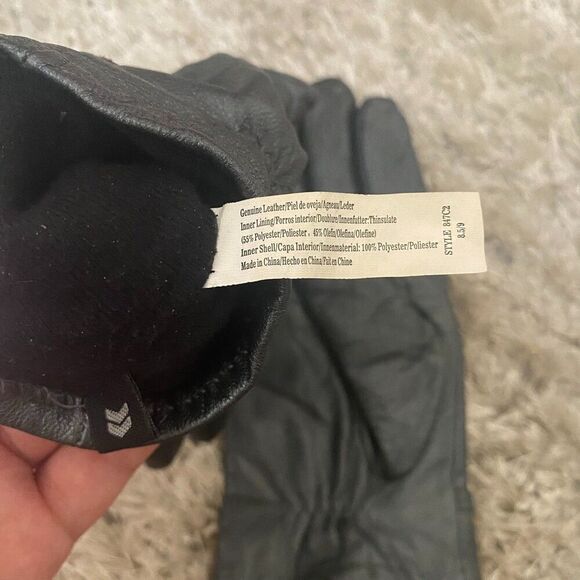 Genuine Leather/Piel de oveja/Agneau/Leder
Inner Lining/Forros interior/Doublure/Innenfutter:Thinsulate
(55% Polyester/Poliester , 45% Olefin/Olefina/Olefine)
Inner Shell/Capa Interior/Innenmaterial: 100% Polyester/Poliester
Made in China/Hecho en China/Fait en Chine
STYLE 847C2
8.5/9